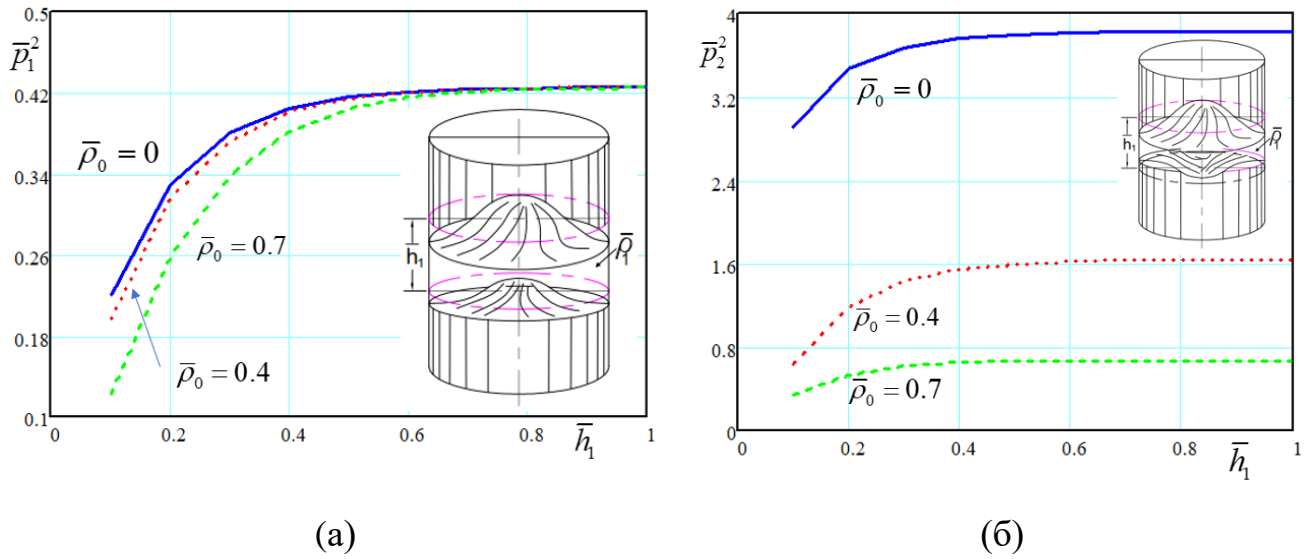 0.5
p̅₁²
0.42
0.34
0.26
0.18
0.1
0 0.2 0.4 0.6 0.8 1
h̅₁
ρ̅₀ = 0
ρ̅₀ = 0.7
ρ̅₀ = 0.4
h₁
ρ̅₁
(а)
4
p̅₂²
3.2
2.4
1.6
0.8
0
0 0.2 0.4 0.6 0.8 1
h̅₁
ρ̅₀ = 0
ρ̅₀ = 0.4
ρ̅₀ = 0.7
h₁
ρ̅₁
(б)